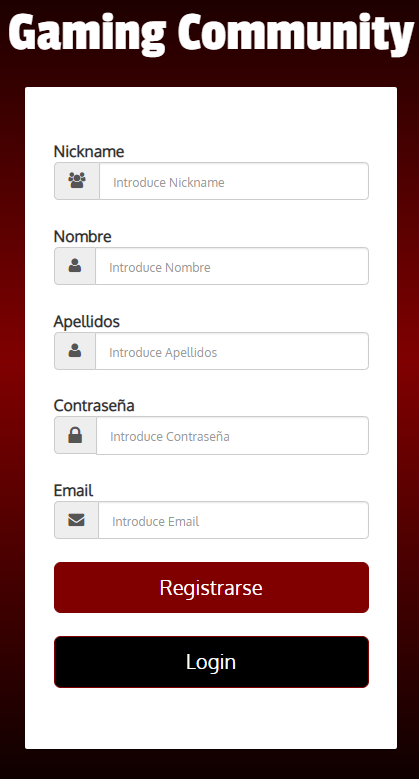 Gaming Community
Nickname
Introduce Nickname
Nombre
Introduce Nombre
Apellidos
Introduce Apellidos
Contraseña
Introduce Contraseña
Email
Introduce Email
Registrarse
Login